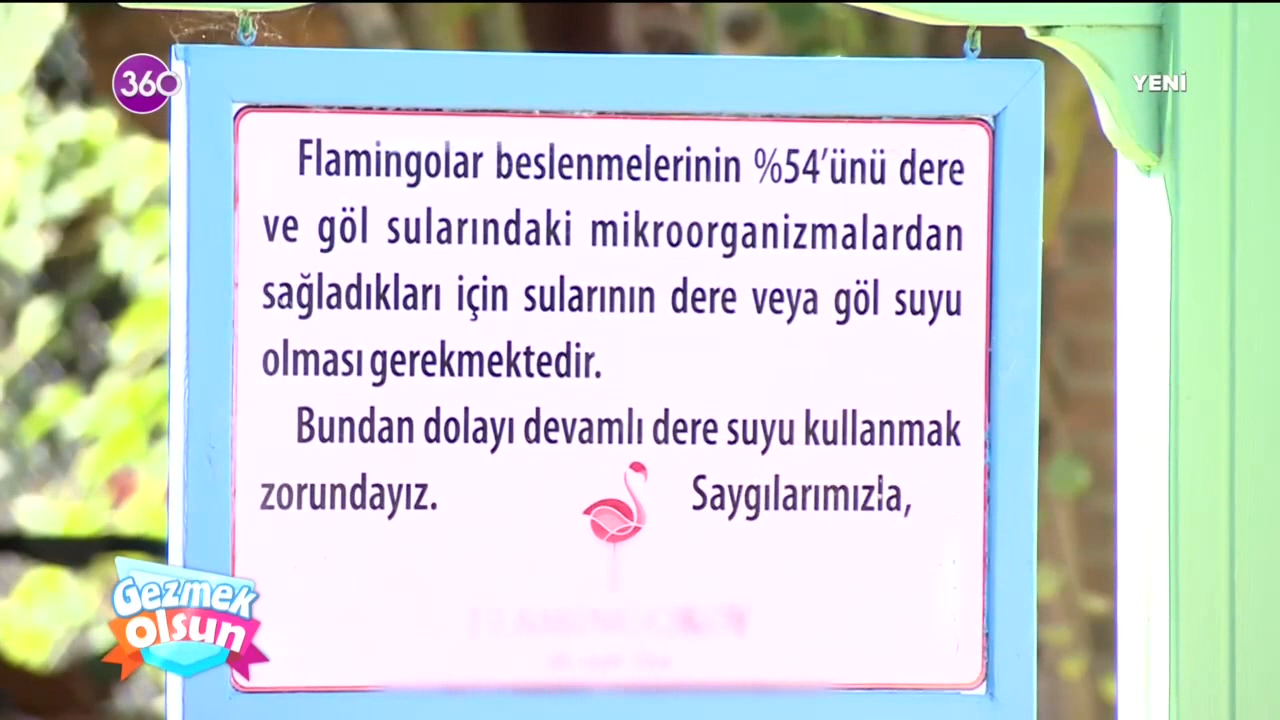 360
YENİ
Flamingolar beslenmelerinin %54'ünü dere
ve göl sularındaki mikroorganizmalardan
sağladıkları için sularının dere veya göl suyu
olması gerekmektedir.
Bundan dolayı devamlı dere suyu kullanmak
zorundayız. Saygılarımızla,
Gezmek
olsun